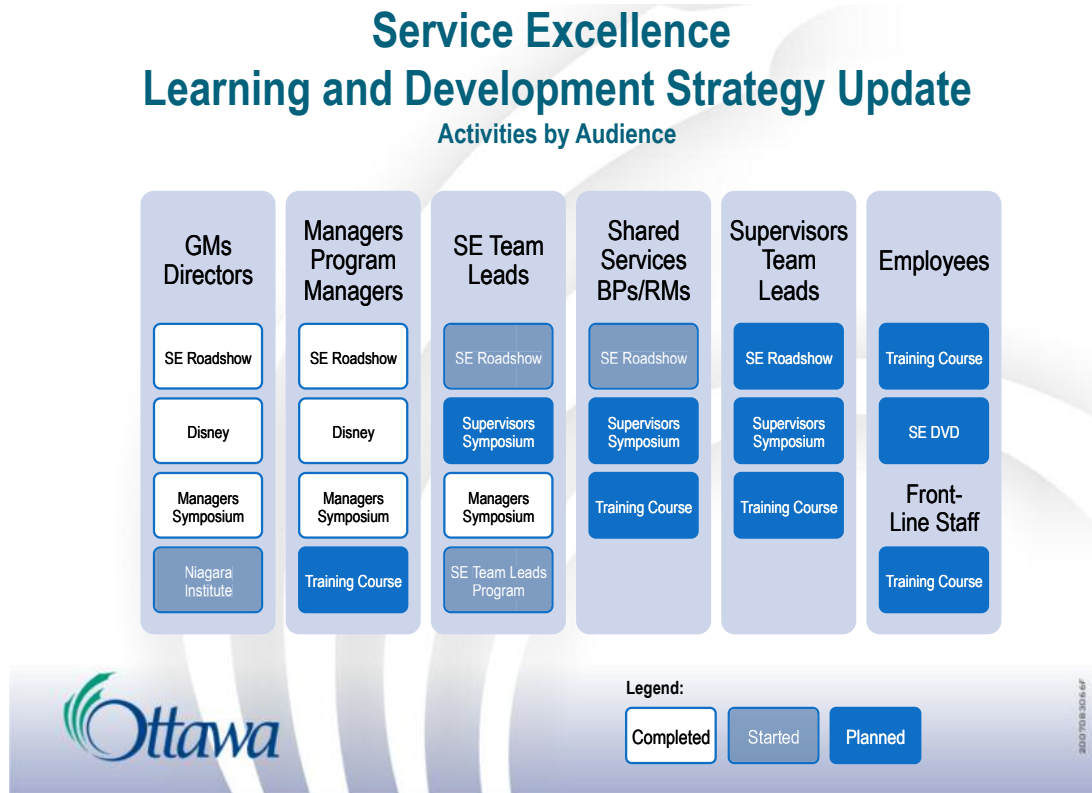 Service Excellence
Learning and Development Strategy Update
Activities by Audience
GMs
Directors
SE Roadshow
Disney
Managers
Symposium
Niagara
Institute
Managers
Program
Managers
SE Roadshow
Disney
Managers
Symposium
Training Course
SE Team
Leads
SE Roadshow
Supervisors
Symposium
Managers
Symposium
SE Team Leads
Program
Shared
Services
BPs/RMs
SE Roadshow
Supervisors
Symposium
Training Course
Supervisors
Team
Leads
SE Roadshow
Supervisors
Symposium
Training Course
Employees
Training Course
SE DVD
Front-
Line Staff
Training Course
Ottawa
Legend:
Completed
Started
Planned
2007083066F